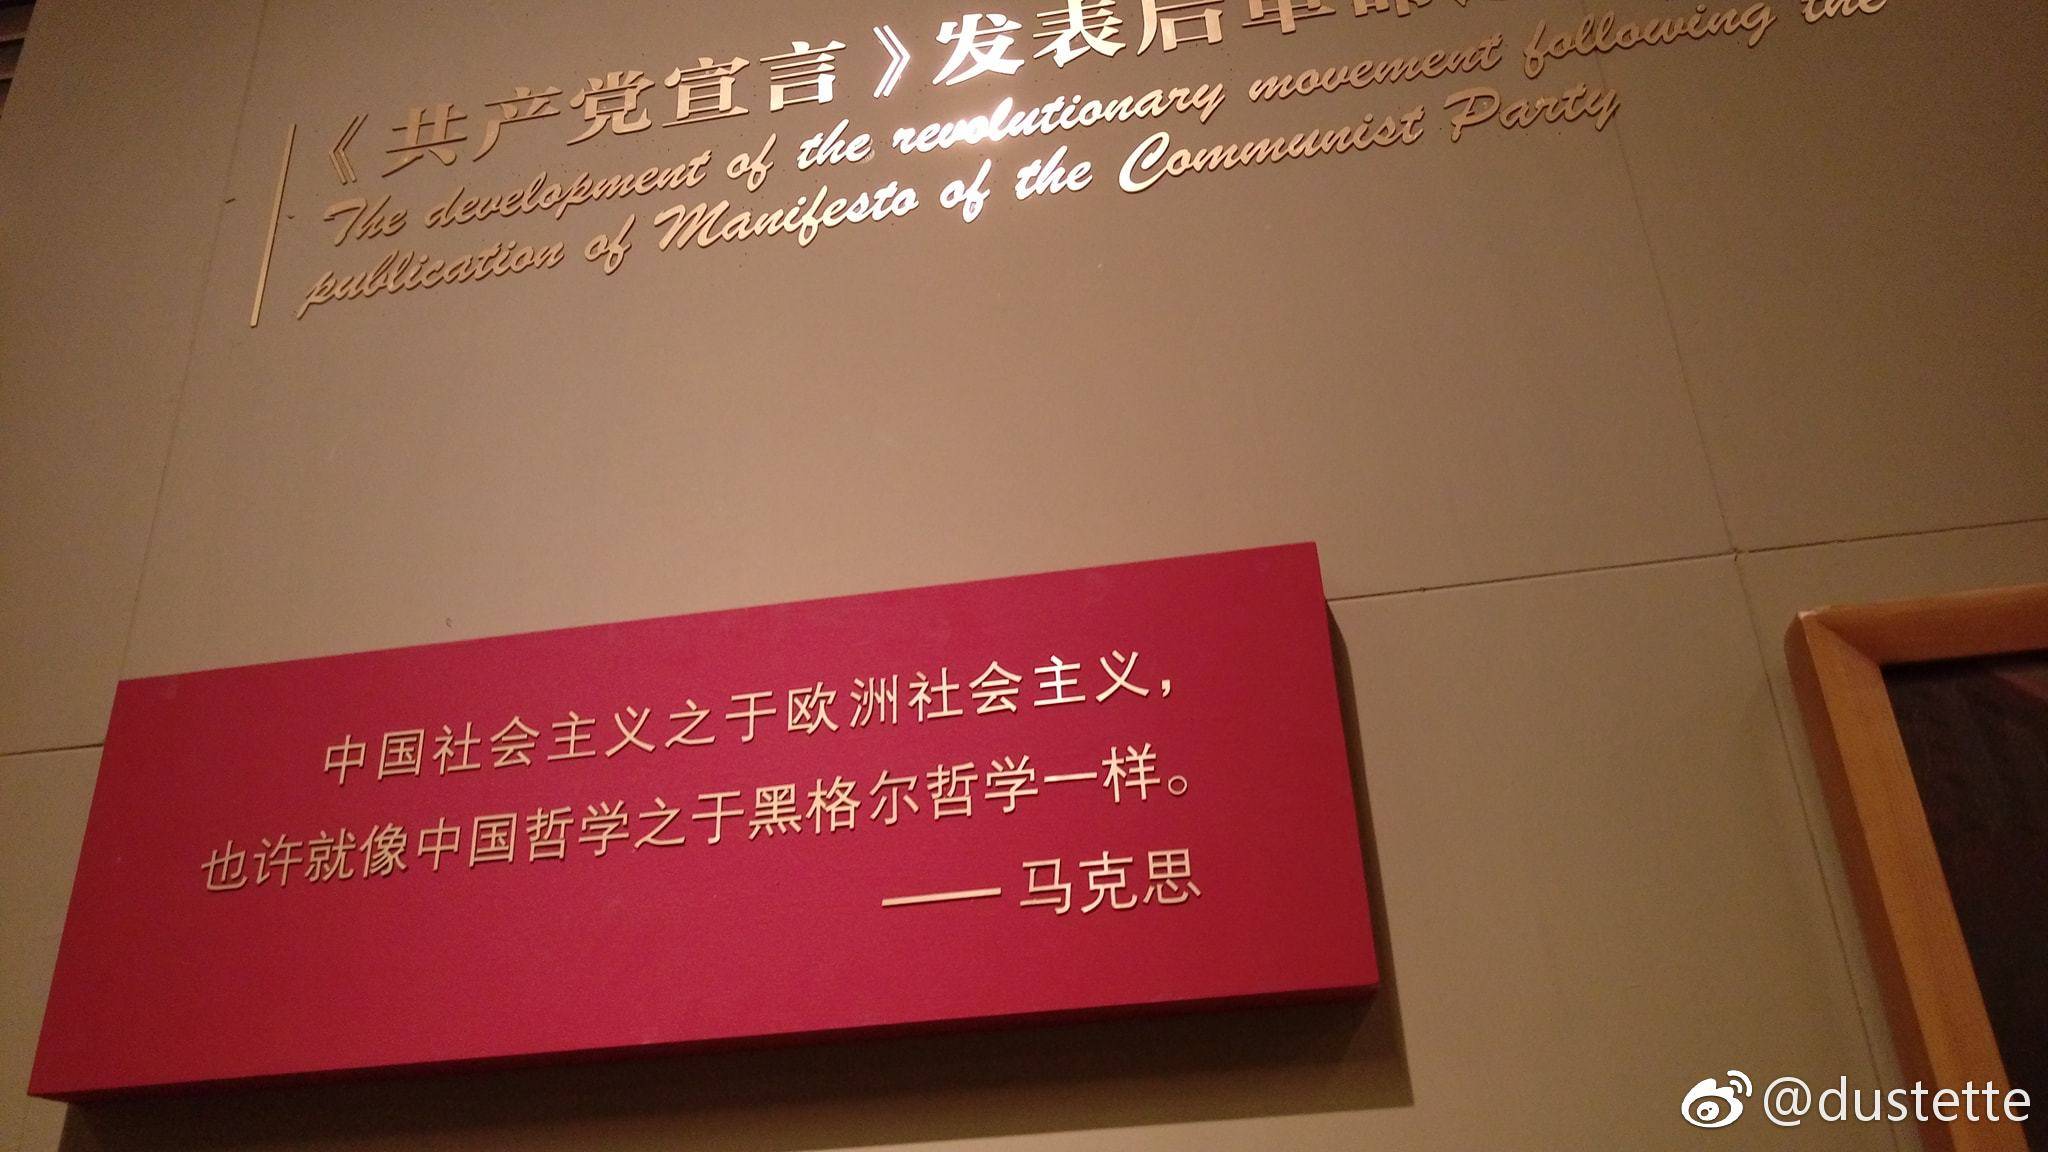 《共产党宣言》发表后革命
The development of the revolutionary movement following the
publication of Manifesto of the Communist Party
中国社会主义之于欧洲社会主义，
也许就像中国哲学之于黑格尔哲学一样。
—— 马克思
@dustette